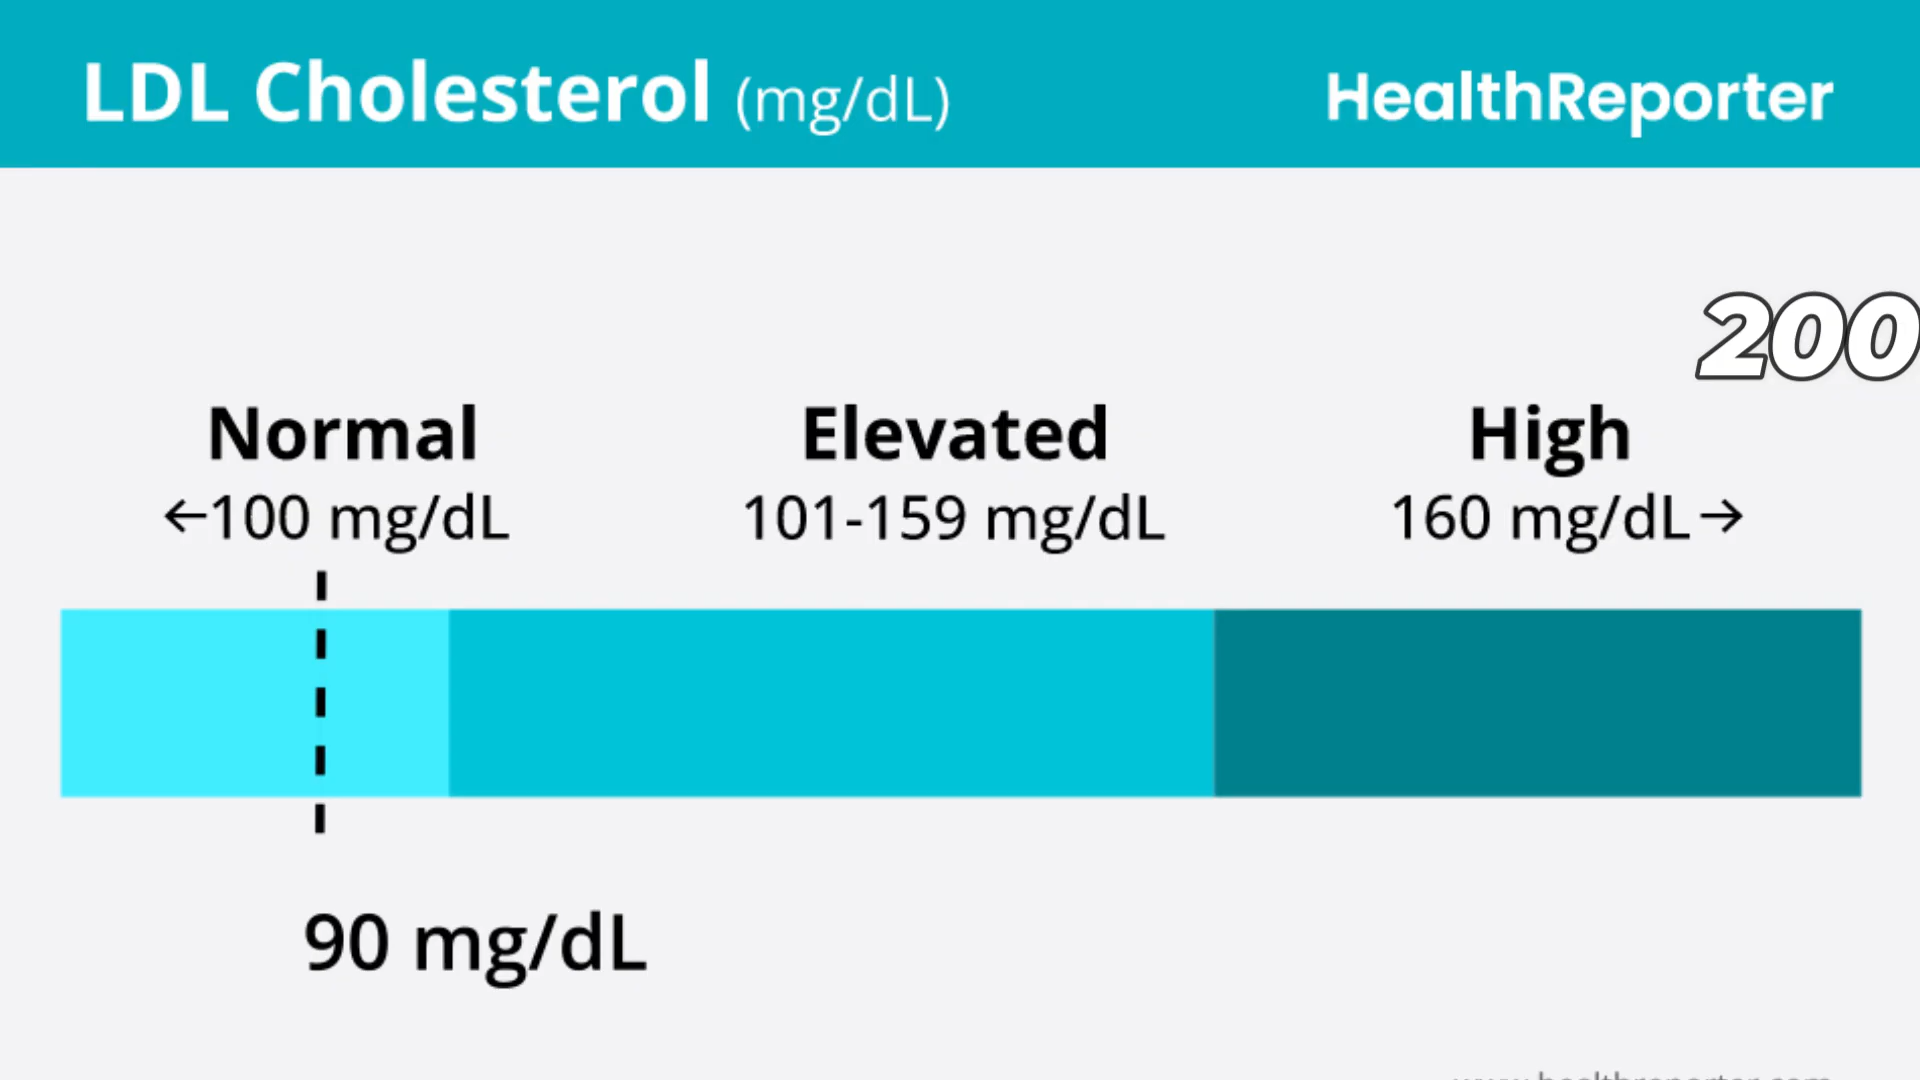 LDL Cholesterol (mg/dL)
HealthReporter
200
Normal
←100 mg/dL
Elevated
101-159 mg/dL
High
160 mg/dL→
90 mg/dL